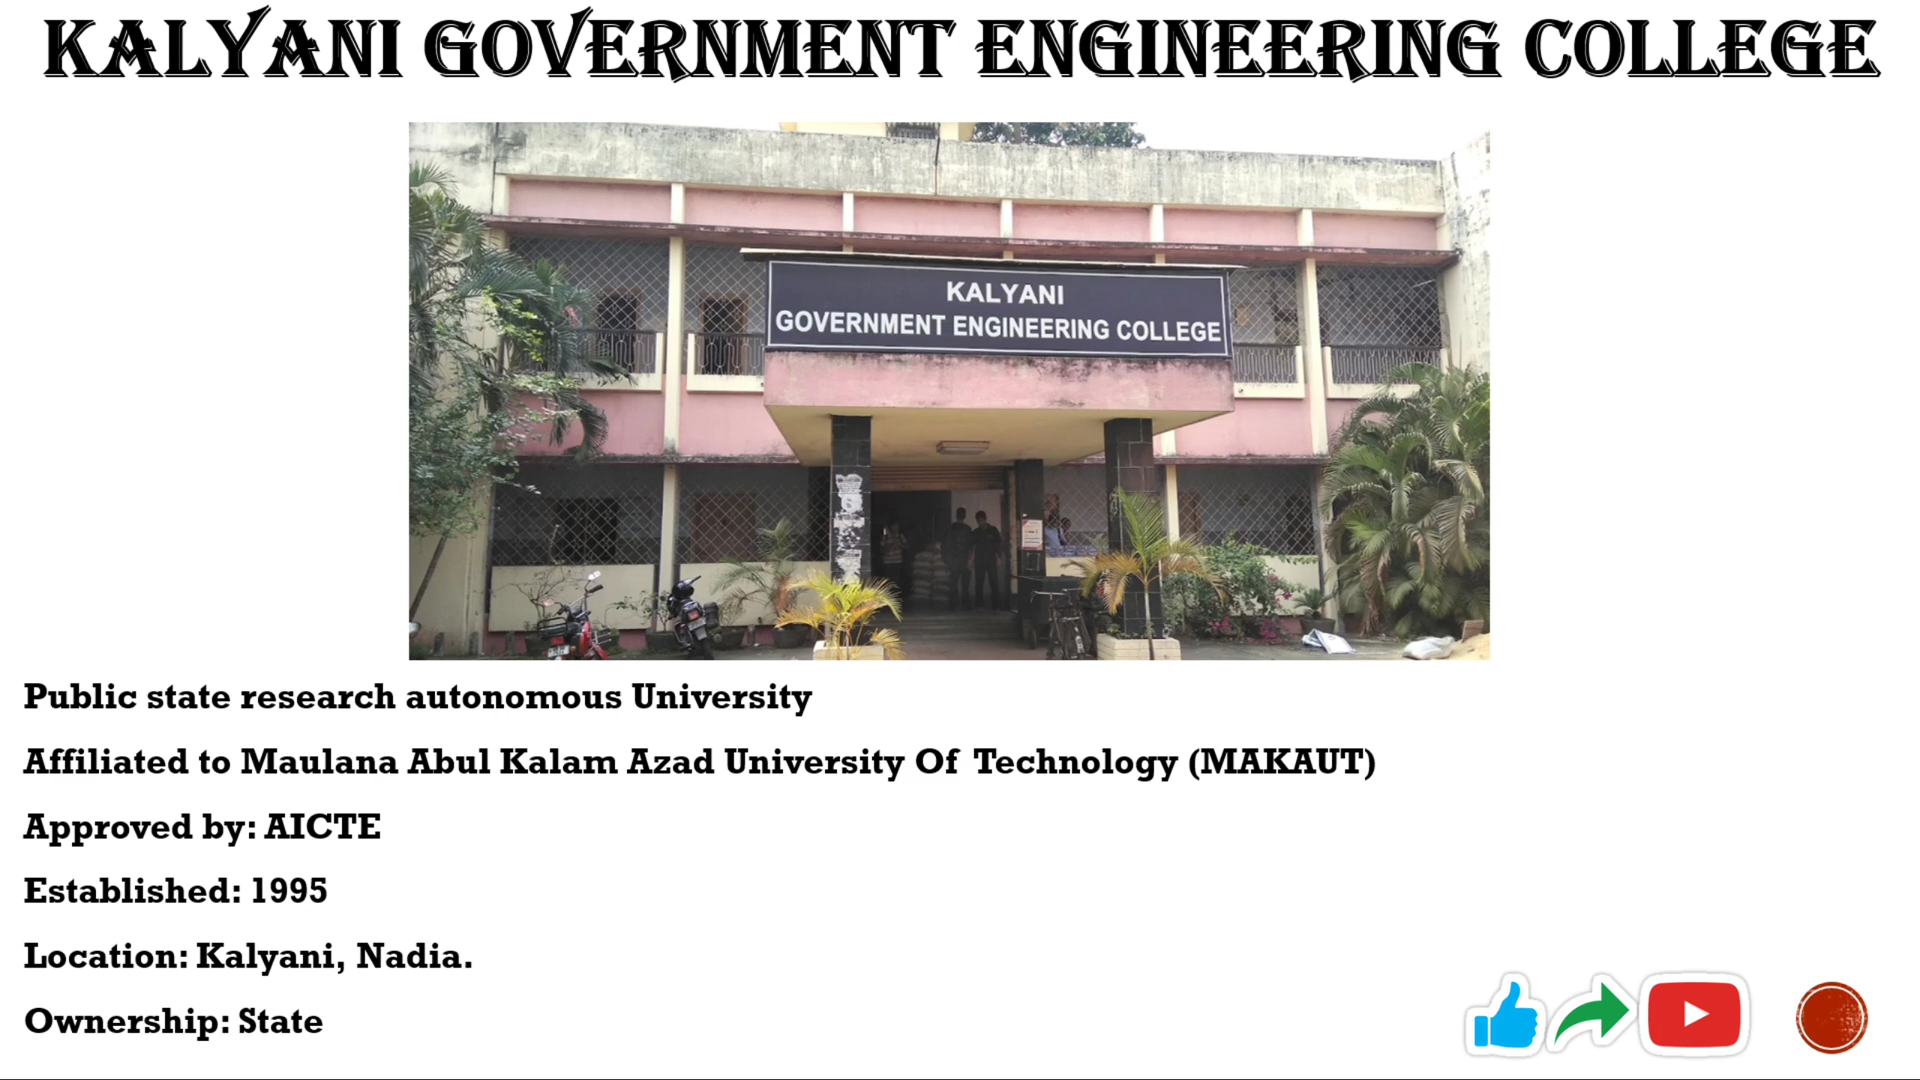 KALYANI GOVERNMENT ENGINEERING COLLEGE
KALYANI
GOVERNMENT ENGINEERING COLLEGE
Public state research autonomous University
Affiliated to Maulana Abul Kalam Azad University Of Technology (MAKAUT)
Approved by: AICTE
Established: 1995
Location: Kalyani, Nadia.
Ownership: State